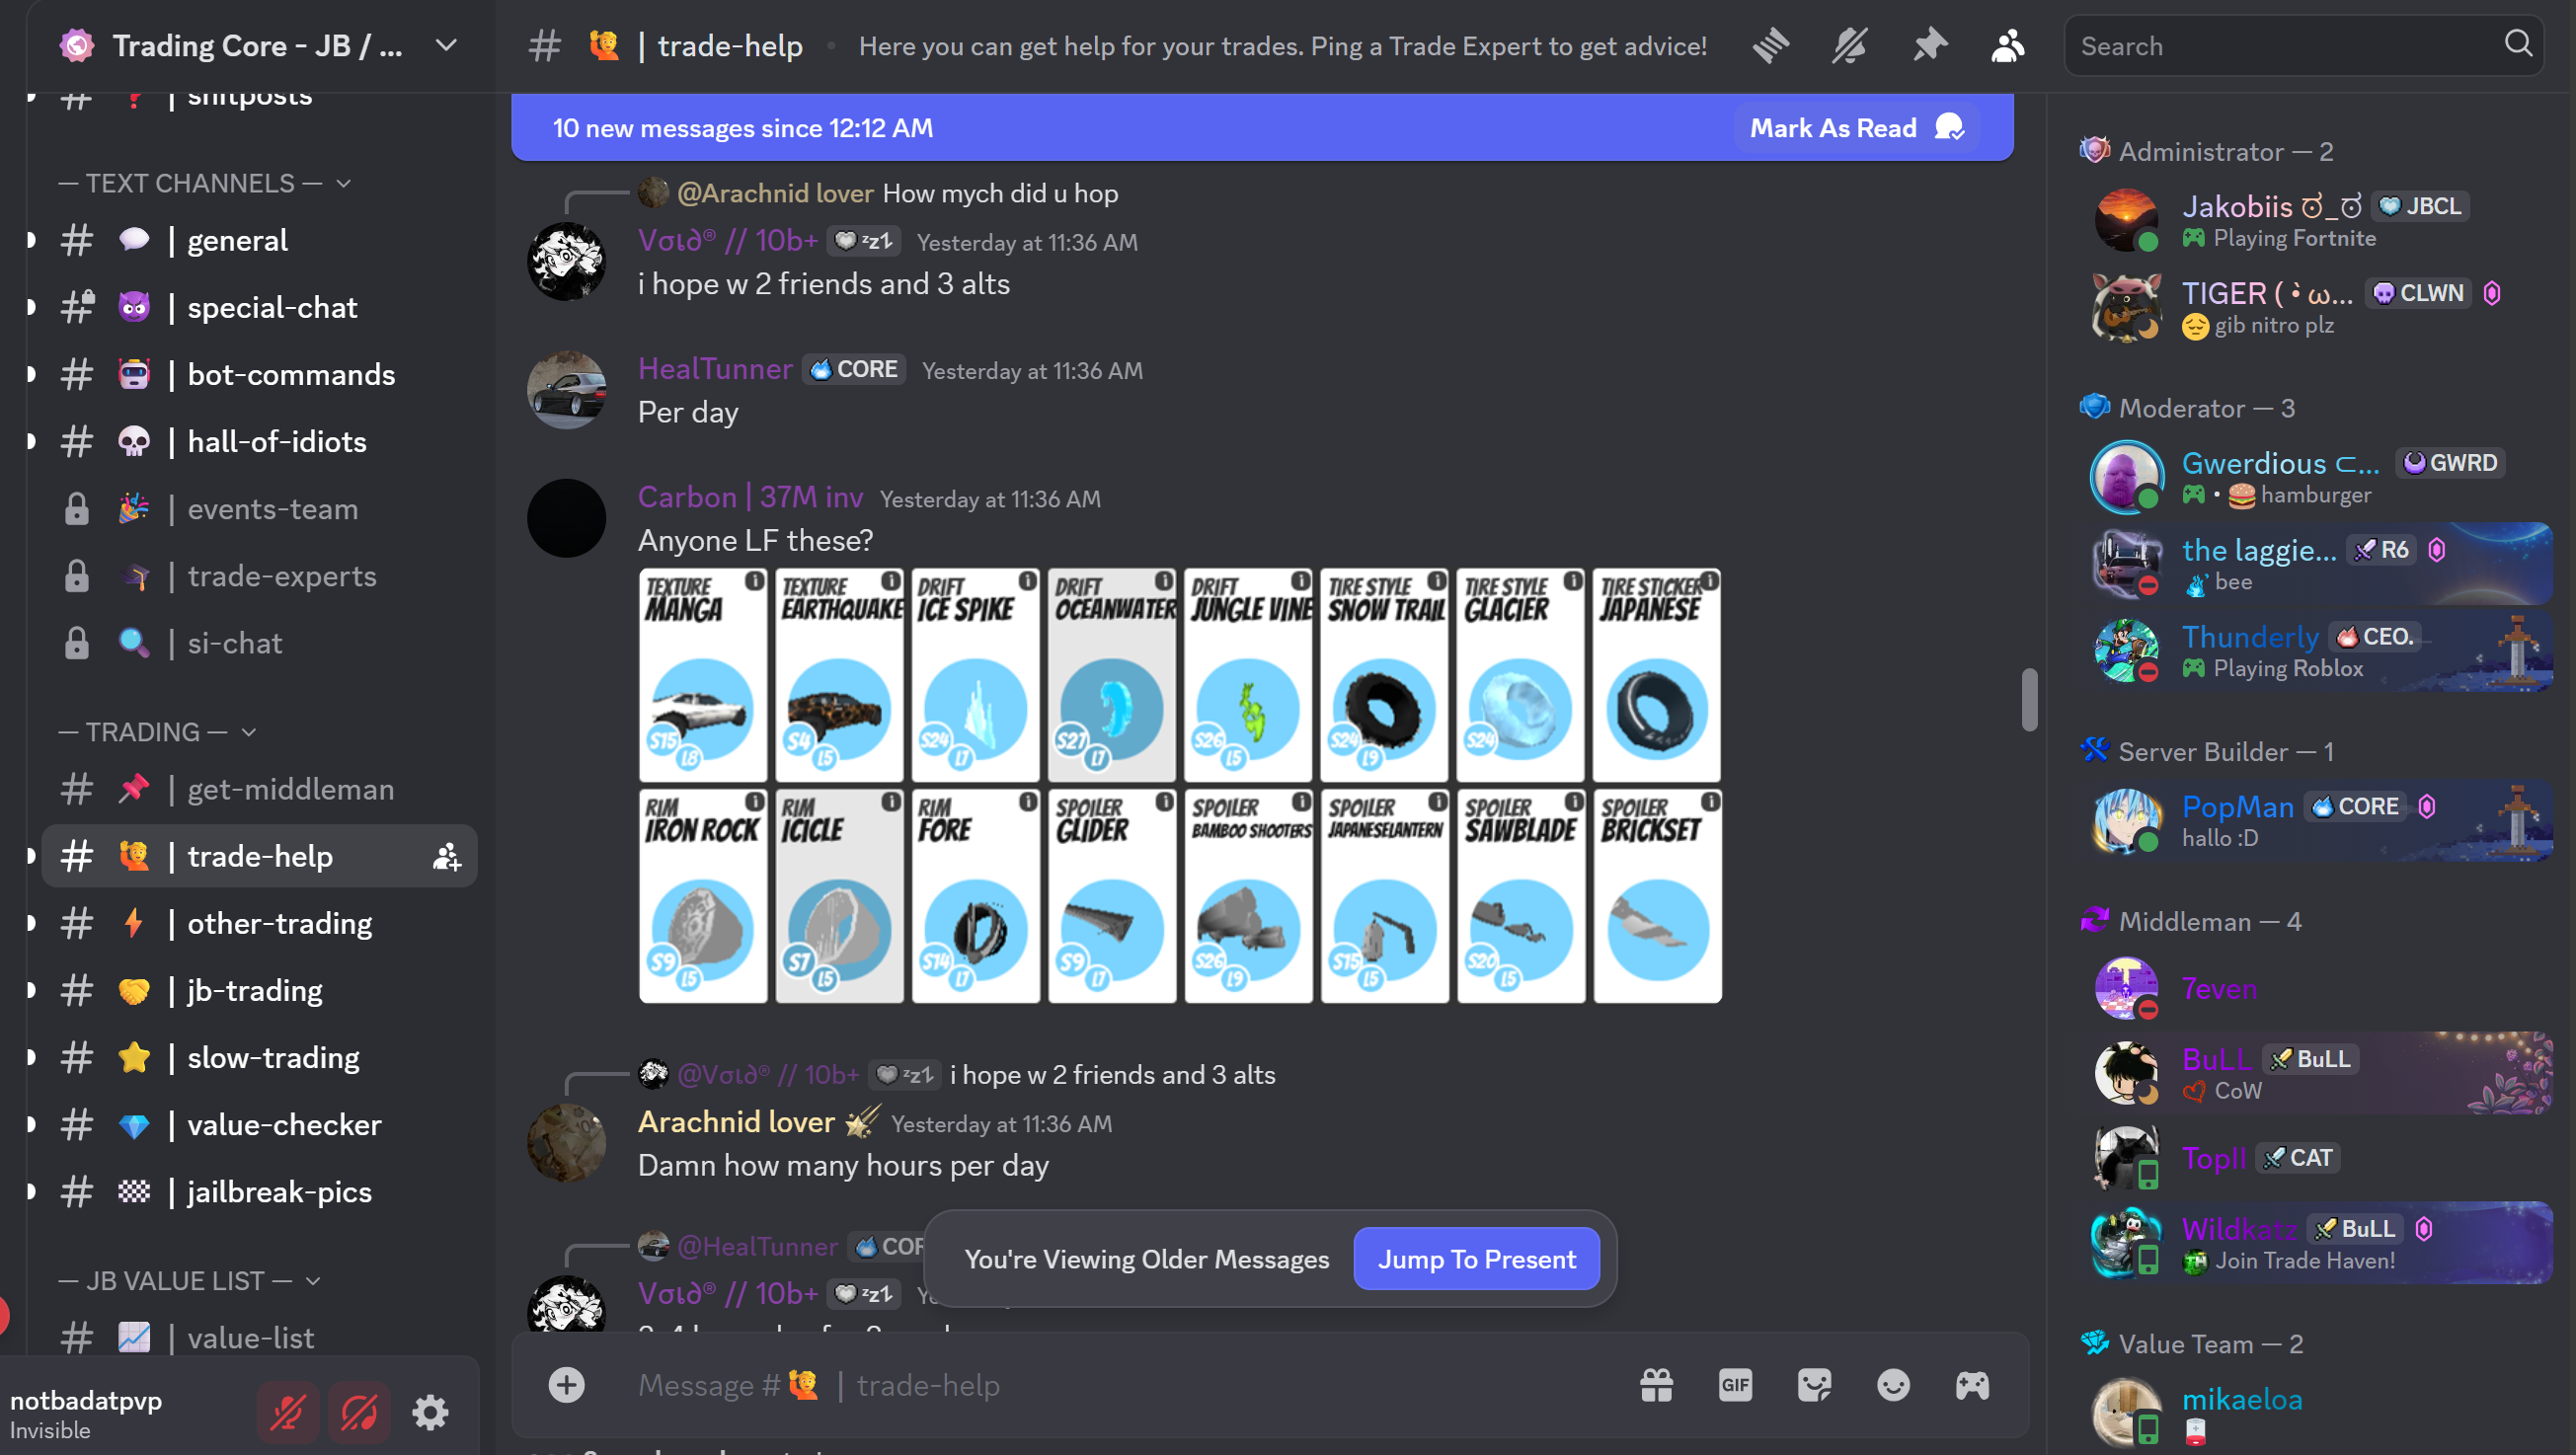 Trading Core - JB / ...
| shitposts
— TEXT CHANNELS —
| general
| special-chat
| bot-commands
| hall-of-idiots
| events-team
| trade-experts
| si-chat
— TRADING —
| get-middleman
| trade-help
| other-trading
| jb-trading
| slow-trading
| value-checker
| jailbreak-pics
— JB VALUE LIST —
| value-list
notbadatpvp
Invisible
| trade-help • Here you can get help for your trades. Ping a Trade Expert to get advice!
Search
10 new messages since 12:12 AM
Mark As Read
@Arachnid lover How mych did u hop
Vσι∂® // 10b+ ᶻz1 Yesterday at 11:36 AM
i hope w 2 friends and 3 alts
HealTunner CORE Yesterday at 11:36 AM
Per day
Carbon | 37M inv Yesterday at 11:36 AM
Anyone LF these?
TEXTURE MANGA S15 L8
TEXTURE EARTHQUAKE S4 L5
DRIFT ICE SPIKE S24 L7
DRIFT OCEANWATER S27 L7
DRIFT JUNGLE VINE S26 L5
TIRE STYLE SNOW TRAIL S24 L9
TIRE STYLE GLACIER S24
TIRE STICKER JAPANESE
RIM IRON ROCK S9 L5
RIM ICICLE S7 L5
RIM FORE S14 L7
SPOILER GLIDER S9 L7
SPOILER BAMBOO SHOOTERS S26 L9
SPOILER JAPANESELANTERN S15 L5
SPOILER SAWBLADE S20 L5
SPOILER BRICKSET
@Vσι∂® // 10b+ ᶻz1 i hope w 2 friends and 3 alts
Arachnid lover Yesterday at 11:36 AM
Damn how many hours per day
@HealTunner
Vσι∂® // 10b+ ᶻz1
You're Viewing Older Messages
Jump To Present
Message # | trade-help
GIF
Administrator — 2
Jakobiis ಠ_ಠ JBCL
Playing Fortnite
TIGER ( •̀ ω... CLWN
gib nitro plz
Moderator — 3
Gwerdious ⊂... GWRD
• hamburger
the laggie... R6
bee
Thunderly CEO.
Playing Roblox
Server Builder — 1
PopMan CORE
hallo :D
Middleman — 4
7even
BuLL BuLL
CoW
TopII CAT
Wildkatz BuLL
Join Trade Haven!
Value Team — 2
mikaeloa